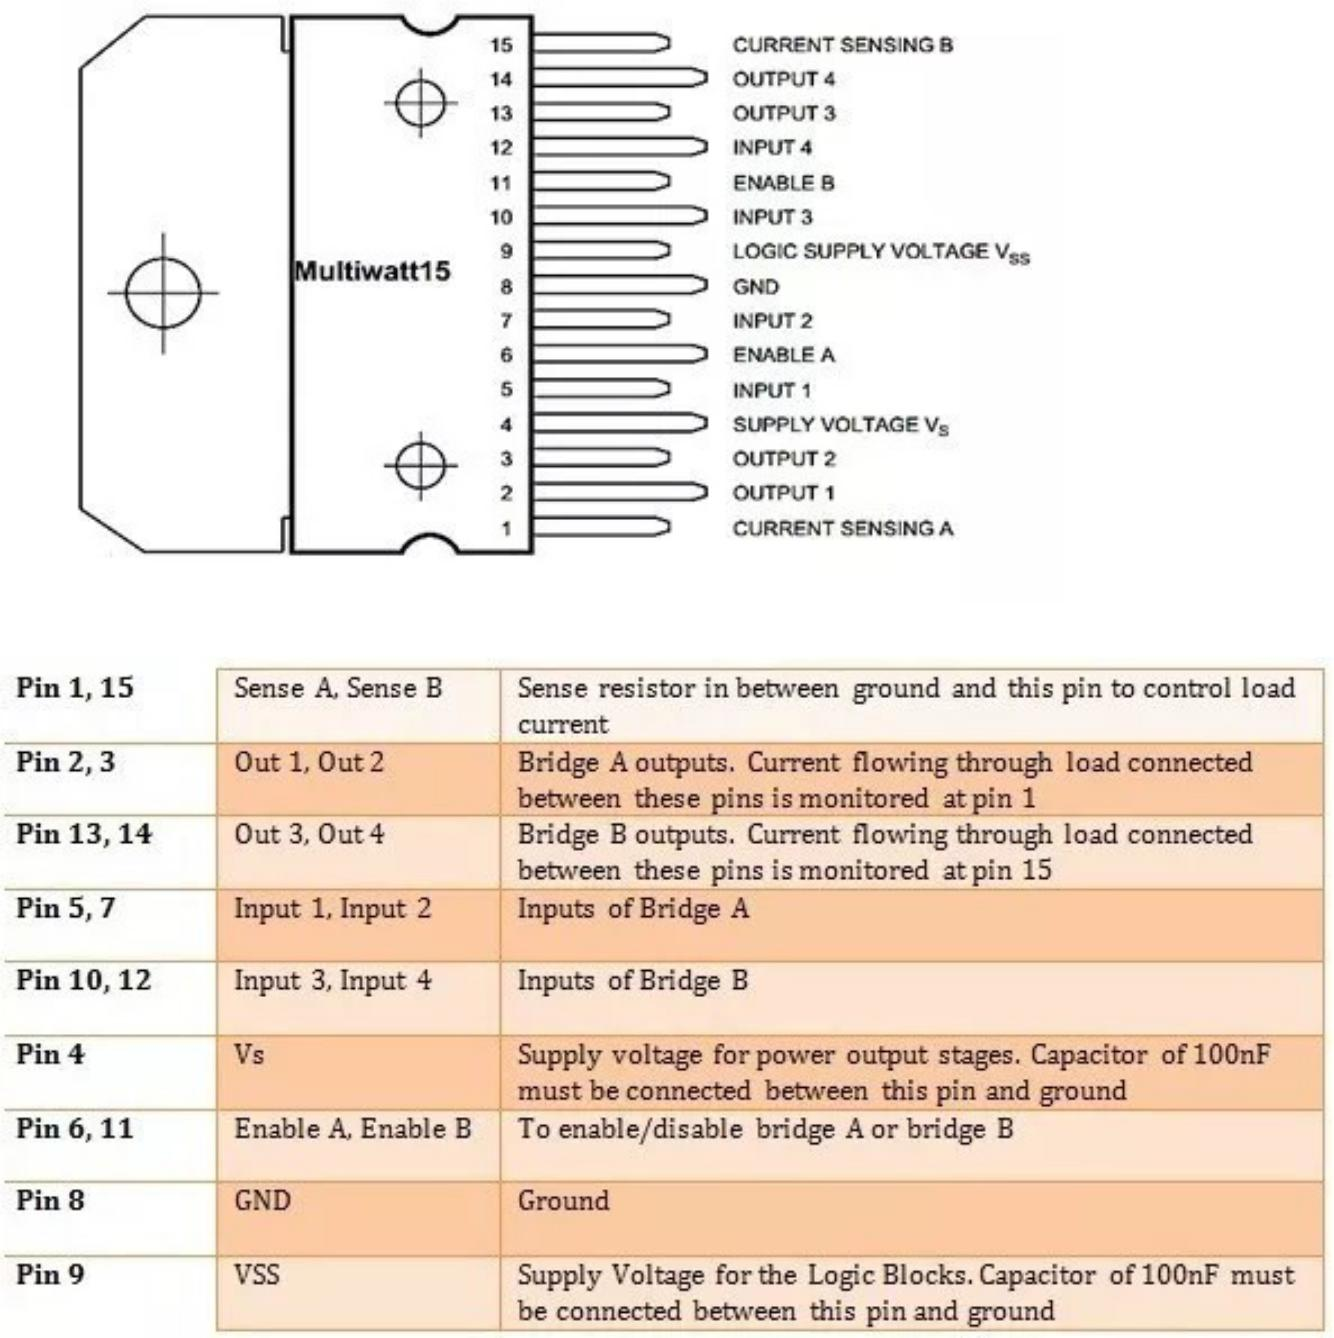 15 CURRENT SENSING B
14 OUTPUT 4
13 OUTPUT 3
12 INPUT 4
11 ENABLE B
10 INPUT 3
9 LOGIC SUPPLY VOLTAGE VSS
Multiwatt15
8 GND
7 INPUT 2
6 ENABLE A
5 INPUT 1
4 SUPPLY VOLTAGE VS
3 OUTPUT 2
2 OUTPUT 1
1 CURRENT SENSING A
Pin 1, 15 Sense A, Sense B Sense resistor in between ground and this pin to control load
current
Pin 2, 3 Out 1, Out 2 Bridge A outputs. Current flowing through load connected
between these pins is monitored at pin 1
Pin 13, 14 Out 3, Out 4 Bridge B outputs. Current flowing through load connected
between these pins is monitored at pin 15
Pin 5, 7 Input 1, Input 2 Inputs of Bridge A
Pin 10, 12 Input 3, Input 4 Inputs of Bridge B
Pin 4 Vs Supply voltage for power output stages. Capacitor of 100nF
must be connected between this pin and ground
Pin 6, 11 Enable A, Enable B To enable/disable bridge A or bridge B
Pin 8 GND Ground
Pin 9 VSS Supply Voltage for the Logic Blocks. Capacitor of 100nF must
be connected between this pin and ground